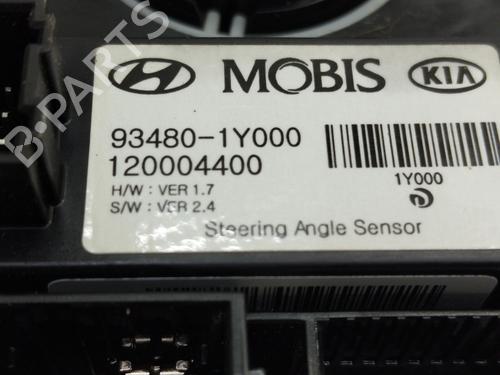 B-PARTS
MOBIS
KIA
93480-1Y000
120004400
H/W : VER 1.7
S/W : VER 2.4
1Y000
Steering Angle Sensor